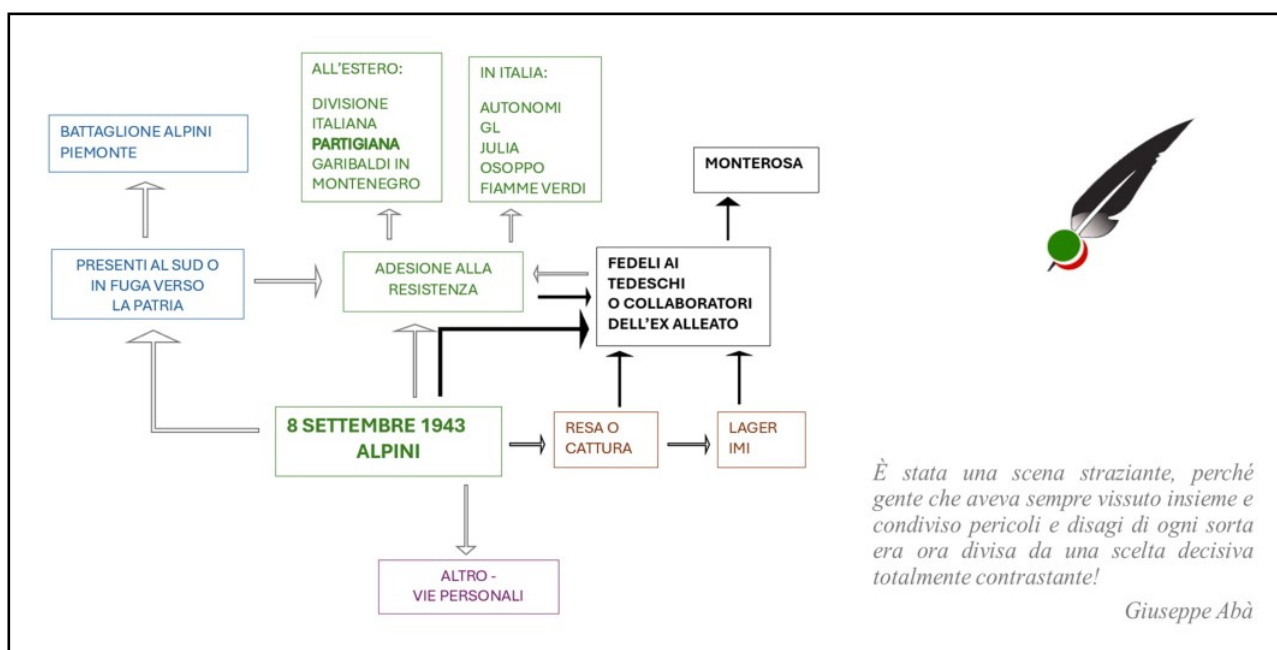 ALL'ESTERO:
DIVISIONE
ITALIANA
PARTIGIANA
GARIBALDI IN
MONTENEGRO
IN ITALIA:
AUTONOMI
GL
JULIA
OSOPPO
FIAMME VERDI
BATTAGLIONE ALPINI
PIEMONTE
MONTEROSA
PRESENTI AL SUD O
IN FUGA VERSO
LA PATRIA
ADESIONE ALLA
RESISTENZA
FEDELI AI
TEDESCHI
O COLLABORATORI
DELL'EX ALLEATO
8 SETTEMBRE 1943
ALPINI
RESA O
CATTURA
LAGER
IMI
ALTRO -
VIE PERSONALI
È stata una scena straziante, perché
gente che aveva sempre vissuto insieme e
condiviso pericoli e disagi di ogni sorta
era ora divisa da una scelta decisiva
totalmente contrastante!
Giuseppe Abà